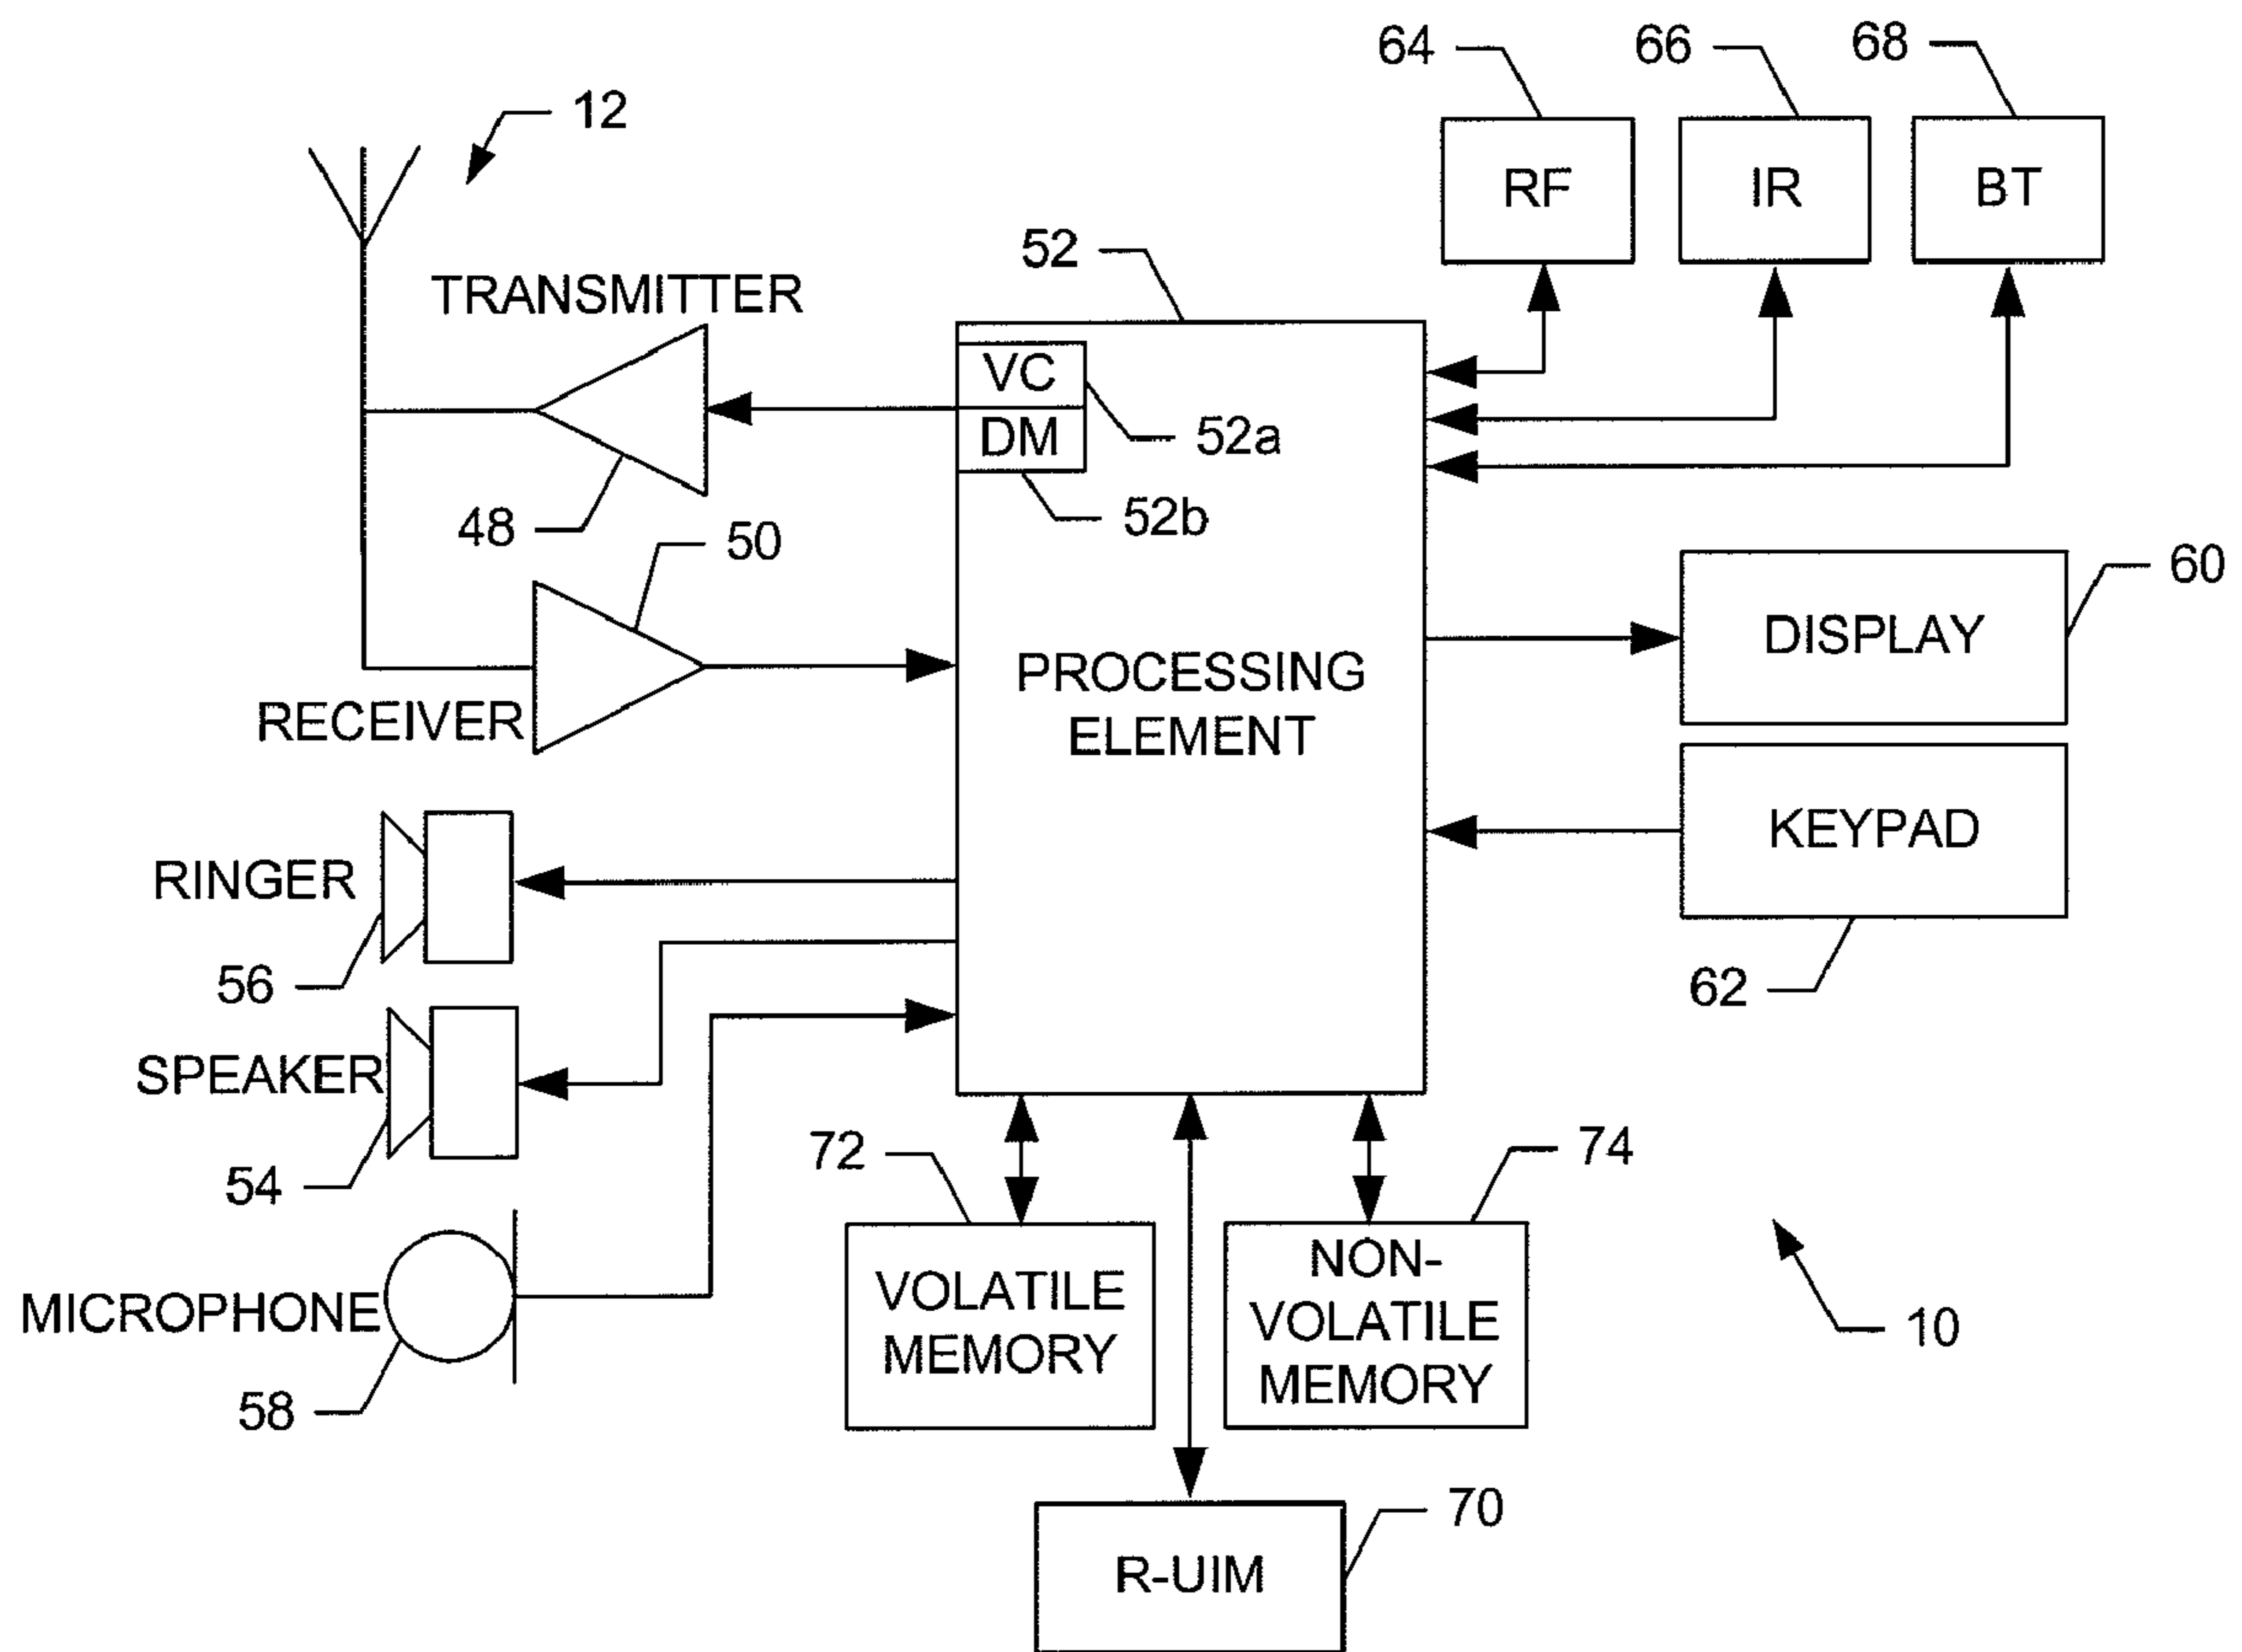 64
66
68
12
RF
IR
BT
52
TRANSMITTER
VC
DM
52a
48
52b
50
60
DISPLAY
PROCESSING
ELEMENT
RECEIVER
KEYPAD
RINGER
56
62
SPEAKER
72
74
54
NON-
VOLATILE
MEMORY
VOLATILE
MEMORY
MICROPHONE
10
58
70
R-UIM